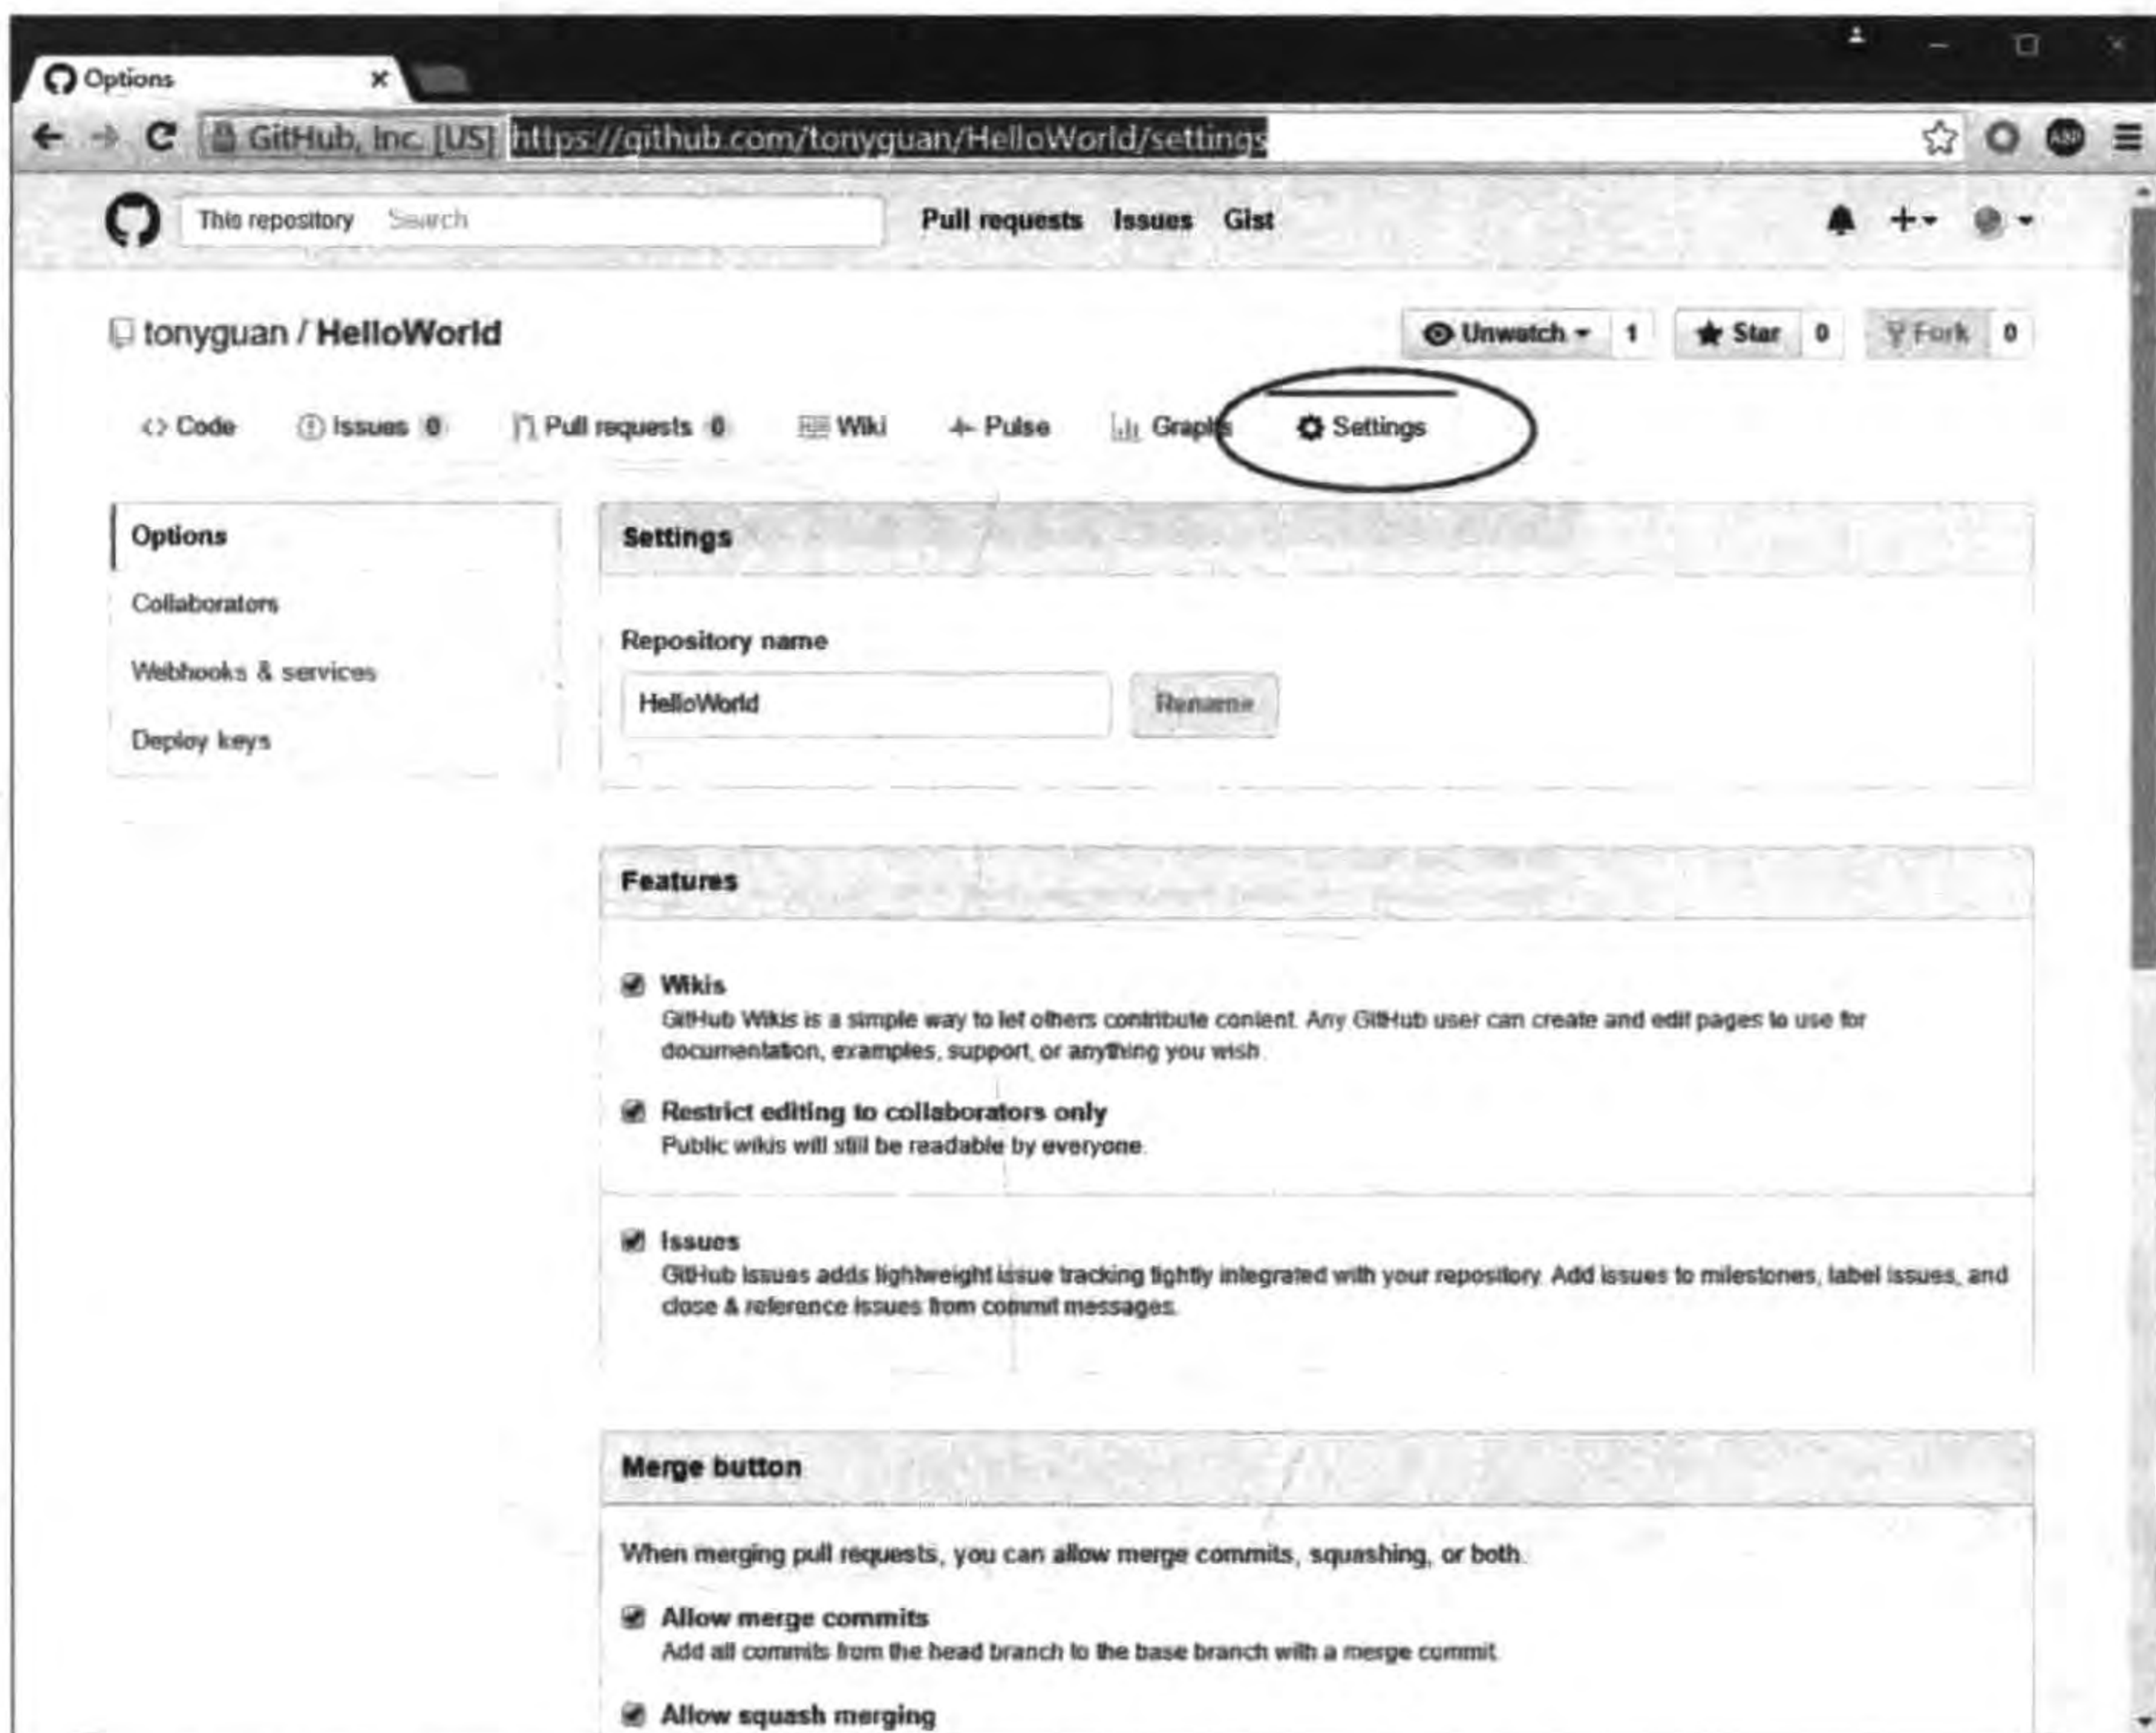 Options
GitHub, Inc. [US] https://github.com/tonyguan/HelloWorld/settings
This repository Search Pull requests Issues Gist
tonyguan / HelloWorld Unwatch 1 Star 0 Fork 0
Code Issues 0 Pull requests 0 Wiki Pulse Graphs Settings
Options
Collaborators
Webhooks & services
Deploy keys
Settings
Repository name
HelloWorld Rename
Features
Wikis
GitHub Wikis is a simple way to let others contribute content. Any GitHub user can create and edit pages to use for
documentation, examples, support, or anything you wish.
Restrict editing to collaborators only
Public wikis will still be readable by everyone.
Issues
GitHub Issues adds lightweight issue tracking tightly integrated with your repository. Add issues to milestones, label issues, and
close & reference issues from commit messages.
Merge button
When merging pull requests, you can allow merge commits, squashing, or both.
Allow merge commits
Add all commits from the head branch to the base branch with a merge commit.
Allow squash merging